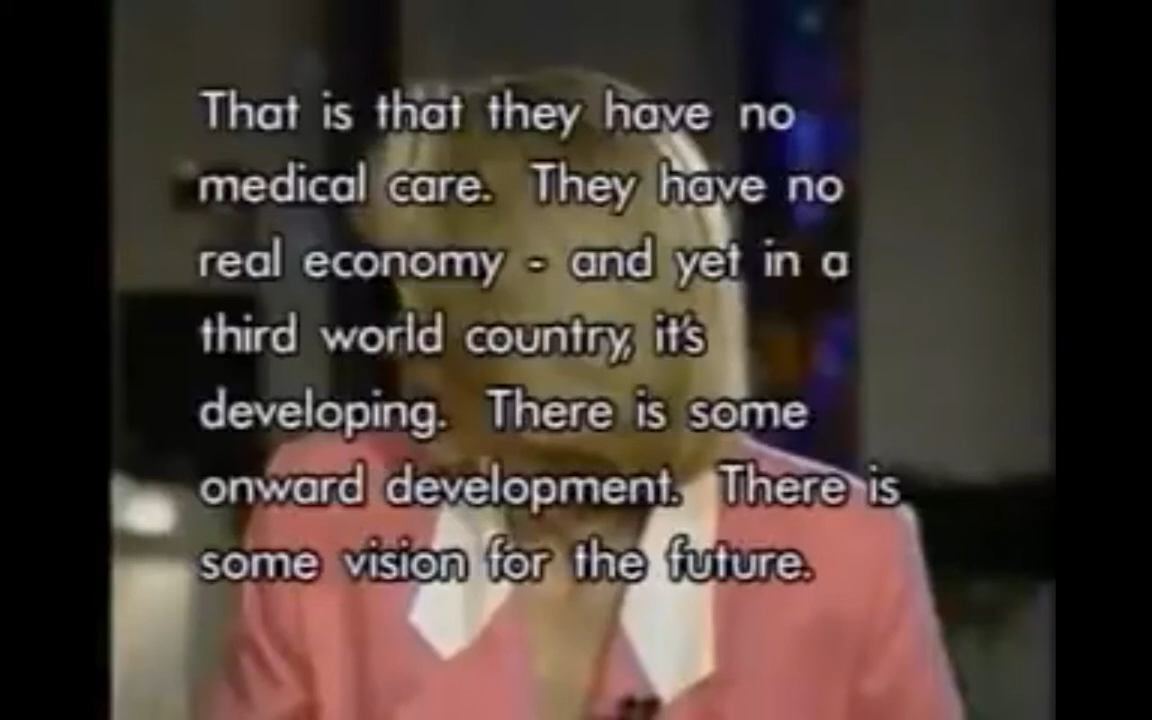 That is that they have no
medical care. They have no
real economy - and yet in a
third world country, it's
developing. There is some
onward development. There is
some vision for the future.